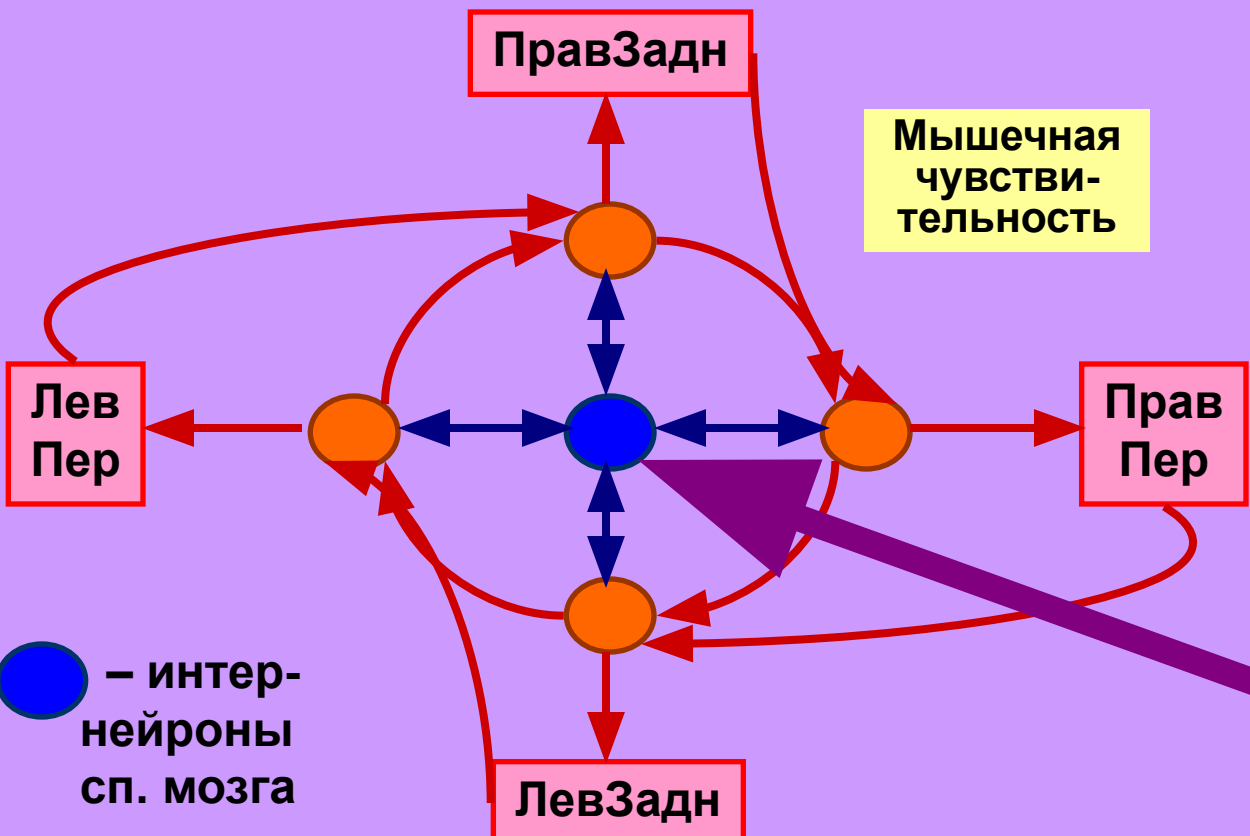 ПравЗадн
Мышечная
чувстви-
тельность
Лев
Пер
Прав
Пер
– интер-
нейроны
сп. мозга
ЛевЗадн